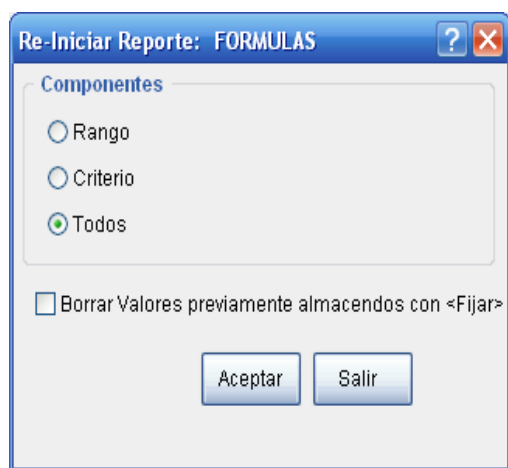 Re-Iniciar Reporte: FORMULAS
Componentes
Rango
Criterio
Todos
Borrar Valores previamente almacendos con <Fijar>
Aceptar Salir